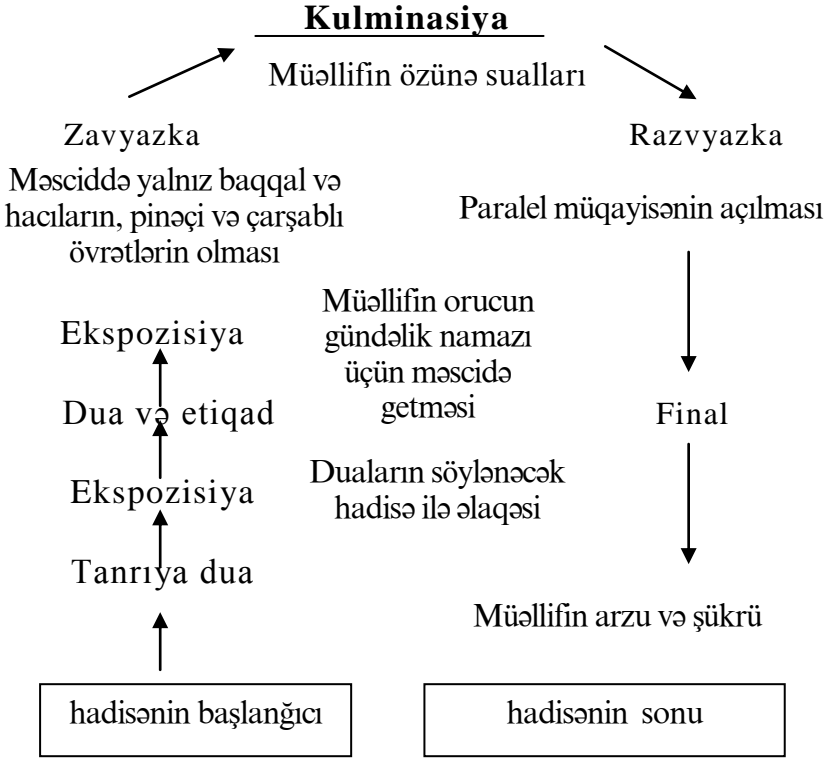 Kulminasiya
Müəllifin özünə sualları
Zavyazka
Razvyazka
Məsciddə yalnız baqqal və
hacıların, pinəçi və çarşablı
övrətlərin olması
Paralel müqayisənin açılması
Ekspozisiya
Müəllifin orucun
gündəlik namazı
üçün məscidə
getməsi
Dua və etiqad
Final
Ekspozisiya
Duaların söylənəcək
hadisə ilə əlaqəsi
Tanrıya dua
Müəllifin arzu və şükrü
hadisənin başlanğıcı
hadisənin sonu